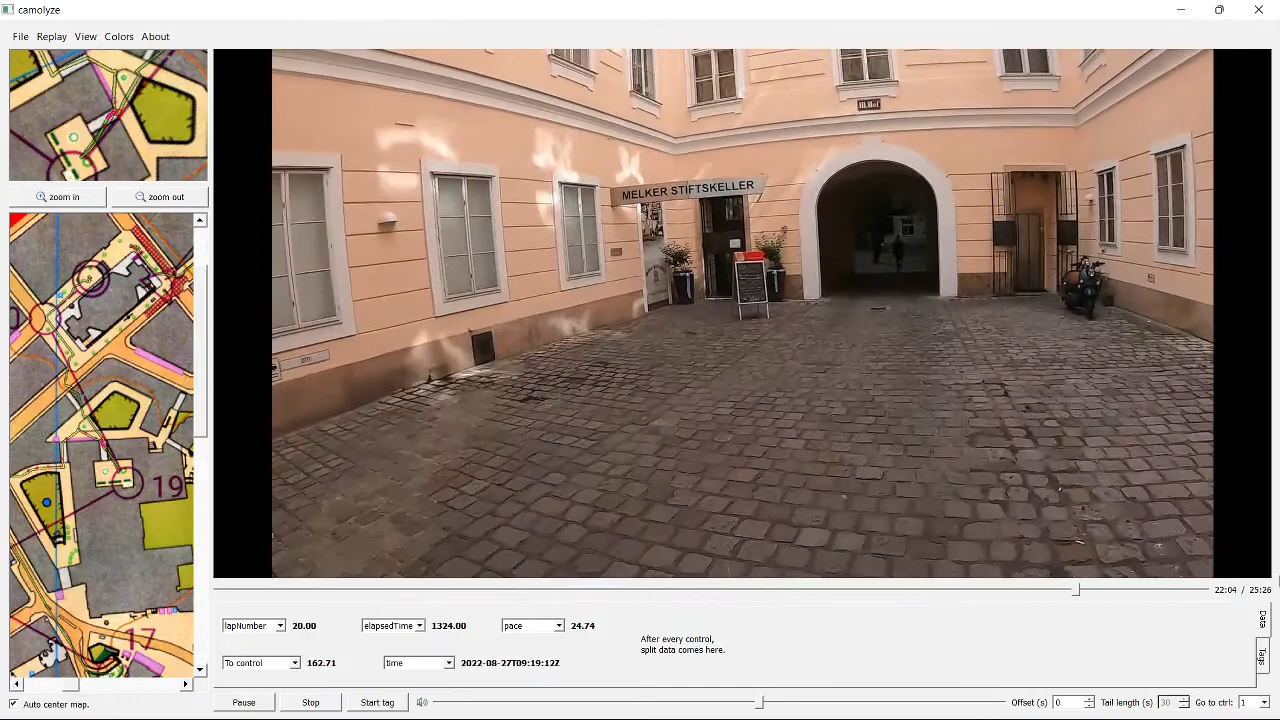 camolyze
File Replay View Colors About
III. Hof
MELKER STIFTSKELLER
zoom in zoom out
19
17
22:04 / 25:26
lapNumber 20.00 elapsedTime 1324.00 pace 24.74
To control 162.71 time 2022-08-27T09:19:12Z
After every control,
split data comes here.
Data
Tags
Auto center map.
Pause Stop Start tag Offset (s) 0 Tail length (s) 30 Go to ctrl: 1